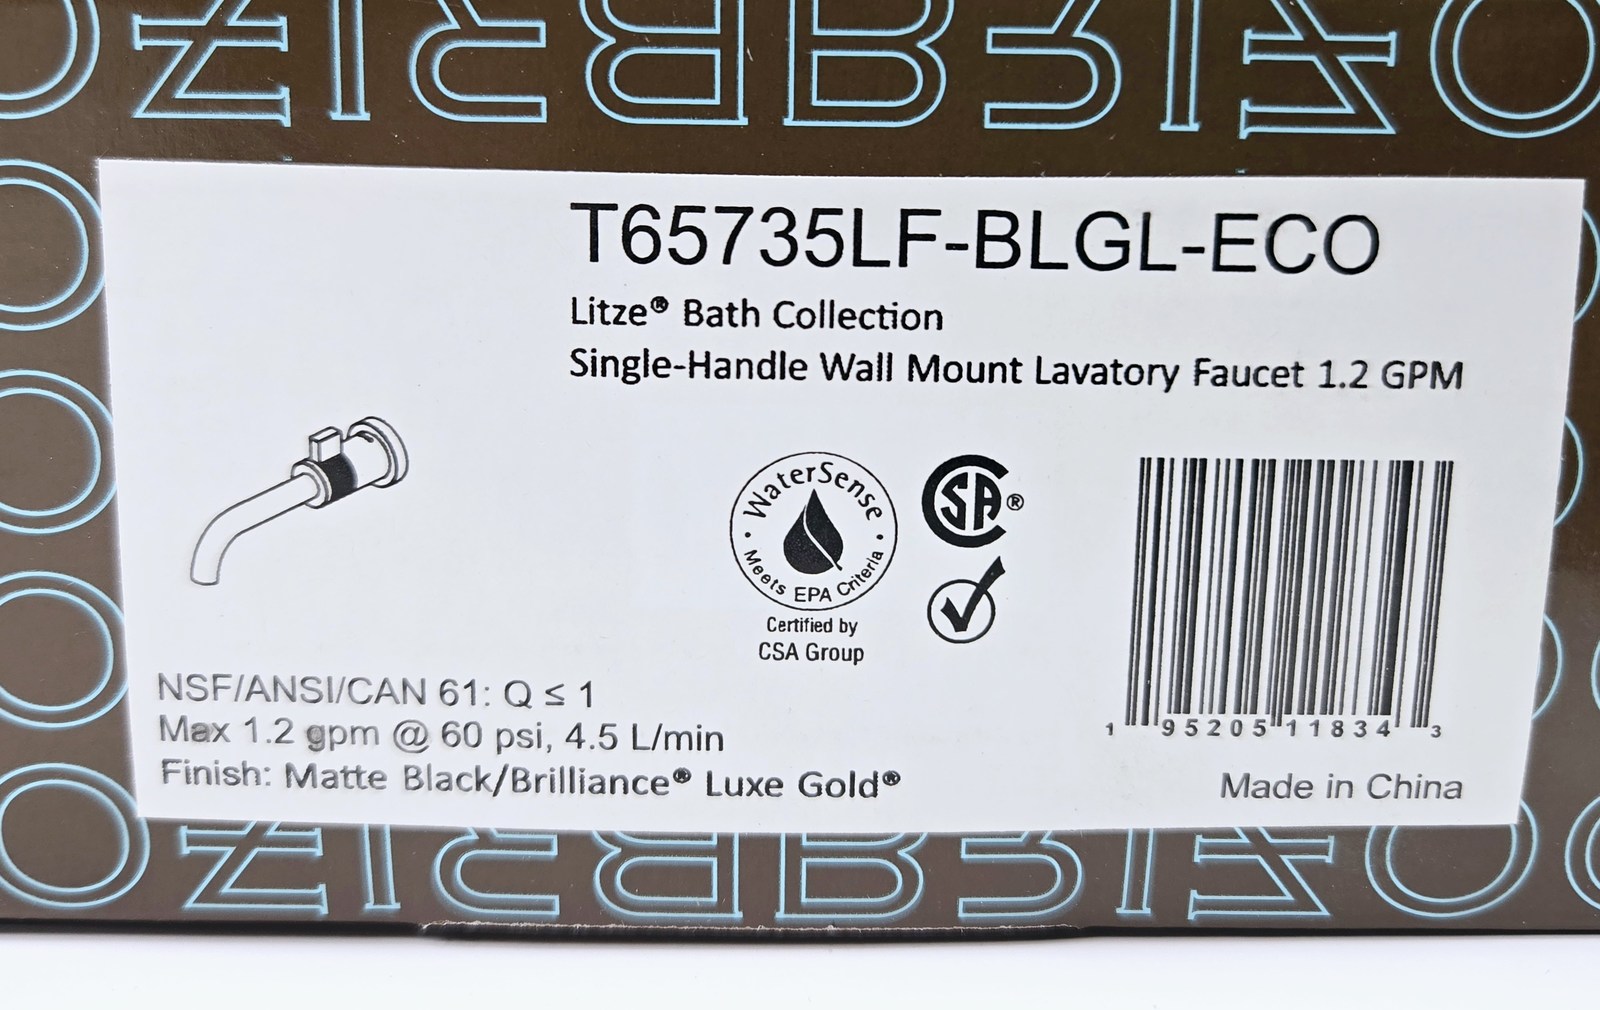 T65735LF-BLGL-ECO
Litze® Bath Collection
Single-Handle Wall Mount Lavatory Faucet 1.2 GPM
WaterSense
Meets EPA Criteria
Certified by
CSA Group
SA®
NSF/ANSI/CAN 61: Q ≤ 1
Max 1.2 gpm @ 60 psi, 4.5 L/min
Finish: Matte Black/Brilliance® Luxe Gold®
1 95205 11834 3
Made in China